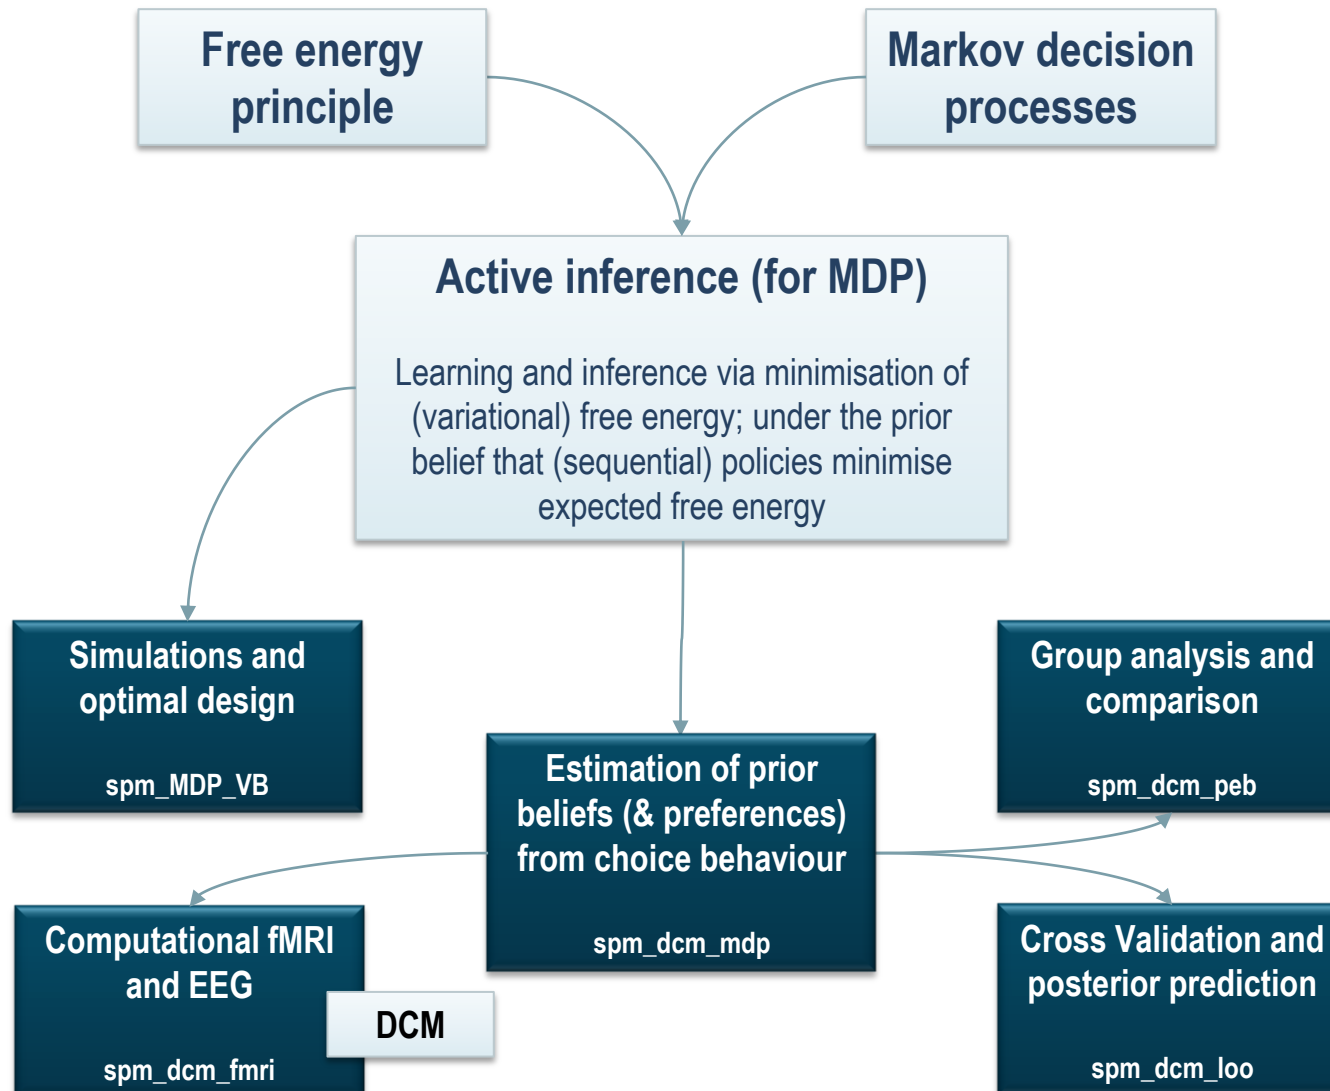 Free energy
principle
Markov decision
processes
Active inference (for MDP)
Learning and inference via minimisation of
(variational) free energy; under the prior
belief that (sequential) policies minimise
expected free energy
Simulations and
optimal design
spm_MDP_VB
Group analysis and
comparison
spm_dcm_peb
Estimation of prior
beliefs (& preferences)
from choice behaviour
spm_dcm_mdp
Computational fMRI
and EEG
spm_dcm_fmri
DCM
Cross Validation and
posterior prediction
spm_dcm_loo